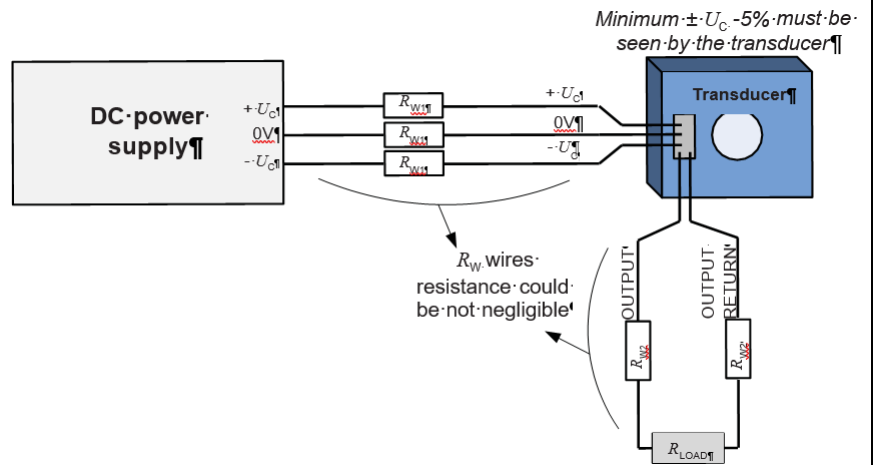 Minimum·±·U_C·-5%·must·be·
seen·by·the·transducer¶
DC·power·
supply¶
+·U_C¶
0V¶
-·U_C¶
R_W1¶
R_W1¶
R_W1¶
+·U_C¶
0V¶
-·U_C¶
Transducer¶
R_W·wires·
resistance·could·
be·not·negligible¶
OUTPUT¶
OUTPUT·
RETURN¶
R_W2
R_W2'
R_LOAD¶